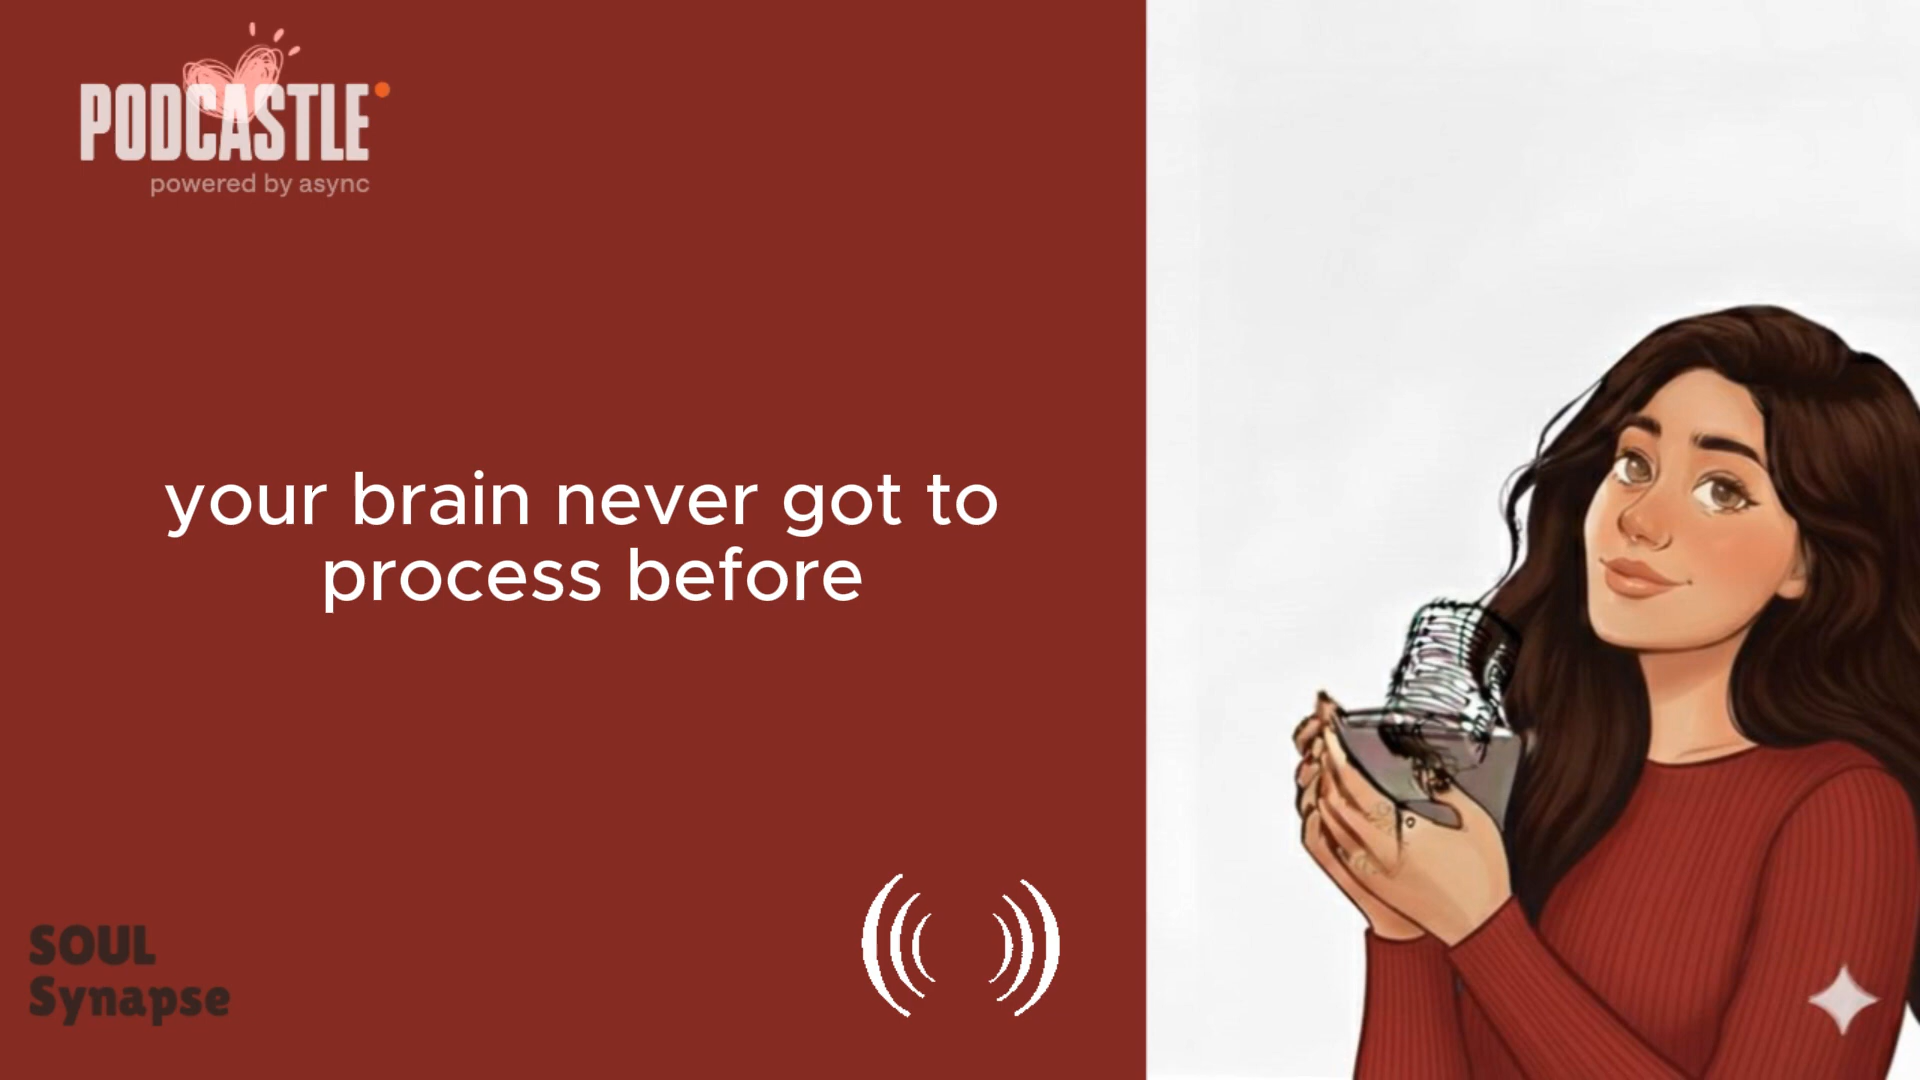 PODCASTLE
powered by async
your brain never got to
process before
SOUL
Synapse